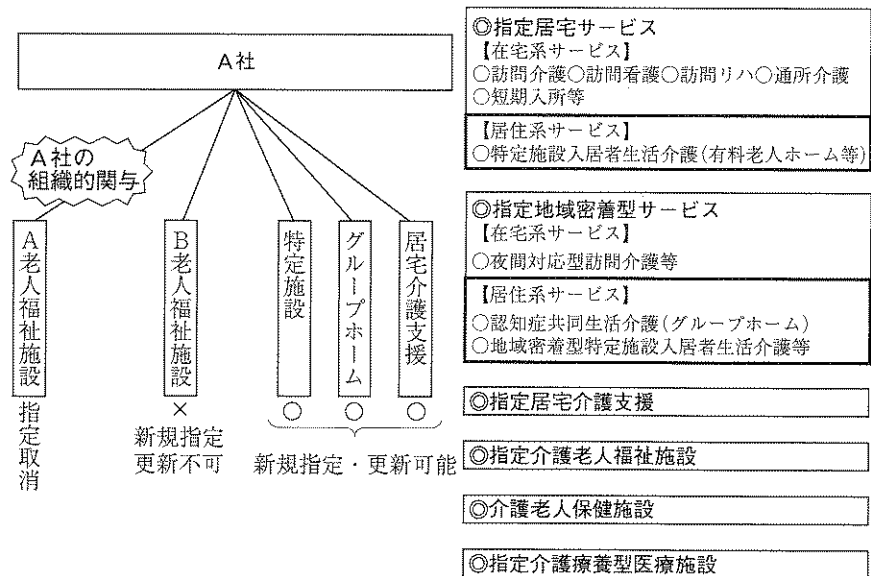 A社
A社の
組織的関与
A老人福祉施設
B老人福祉施設
特定施設
グループホーム
居宅介護支援
指定取消
×
新規指定
更新不可
○
○
○
新規指定・更新可能
◎指定居宅サービス
【在宅系サービス】
○訪問介護○訪問看護○訪問リハ○通所介護
○短期入所等
【居住系サービス】
○特定施設入居者生活介護(有料老人ホーム等)
◎指定地域密着型サービス
【在宅系サービス】
○夜間対応型訪問介護等
【居住系サービス】
○認知症共同生活介護(グループホーム)
○地域密着型特定施設入居者生活介護等
◎指定居宅介護支援
◎指定介護老人福祉施設
◎介護老人保健施設
◎指定介護療養型医療施設